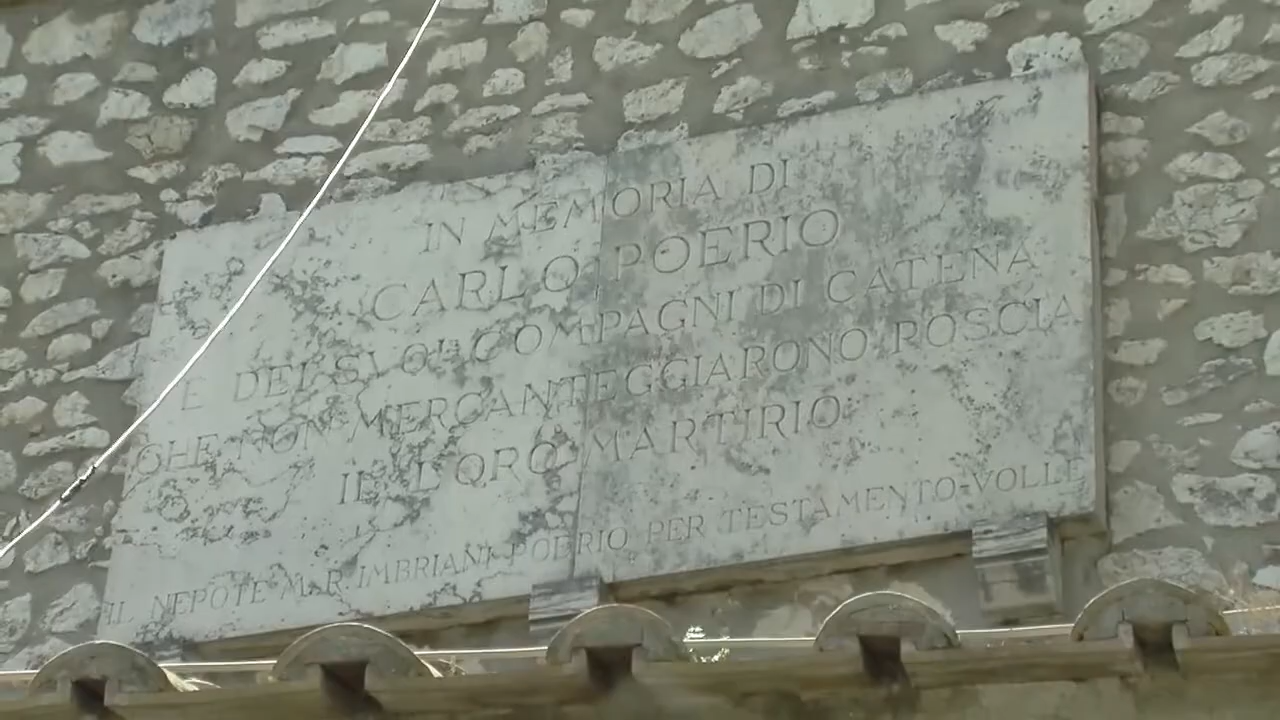 IN MEMORIA DI
CARLO POERIO
E DEI SVOI COMPAGNI DI CATENA
CHE NON MERCANTEGGIARONO POSCIA
IL LORO MARTIRIO
IL NEPOTE M. R. IMBRIANI POERIO PER TESTAMENTO VOLLE